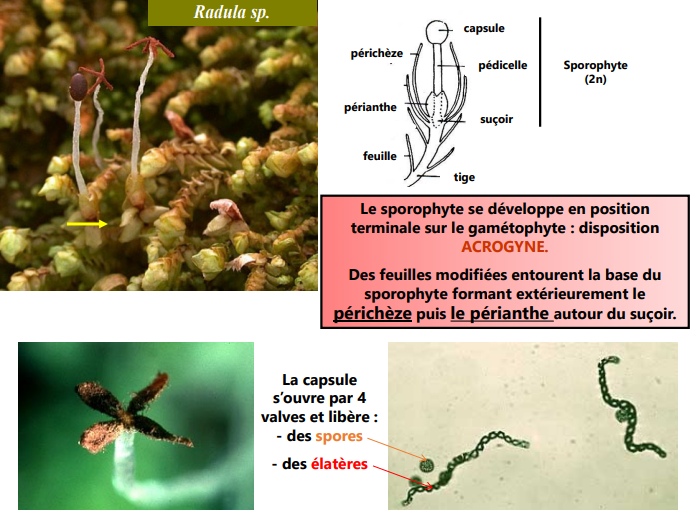 Radula sp.
capsule
périchèze
pédicelle
Sporophyte
(2n)
périanthe
suçoir
feuille
tige
Le sporophyte se développe en position
terminale sur le gamétophyte : disposition
ACROGYNE.
Des feuilles modifiées entourent la base du
sporophyte formant extérieurement le
périchèze puis le périanthe autour du suçoir.
La capsule
s’ouvre par 4
valves et libère :
- des spores
- des élatères